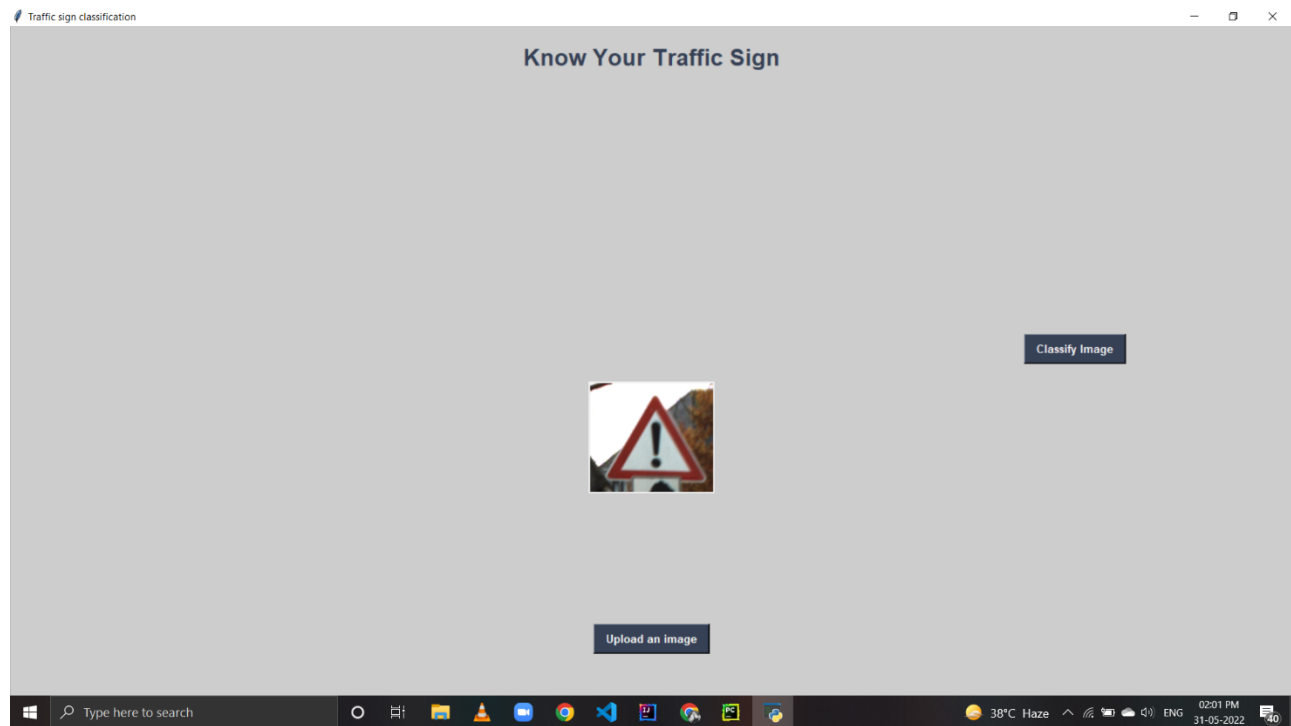 Traffic sign classification
Know Your Traffic Sign
Classify Image
!
Upload an image
Type here to search
38°C Haze
ENG
02:01 PM
31-05-2022
40